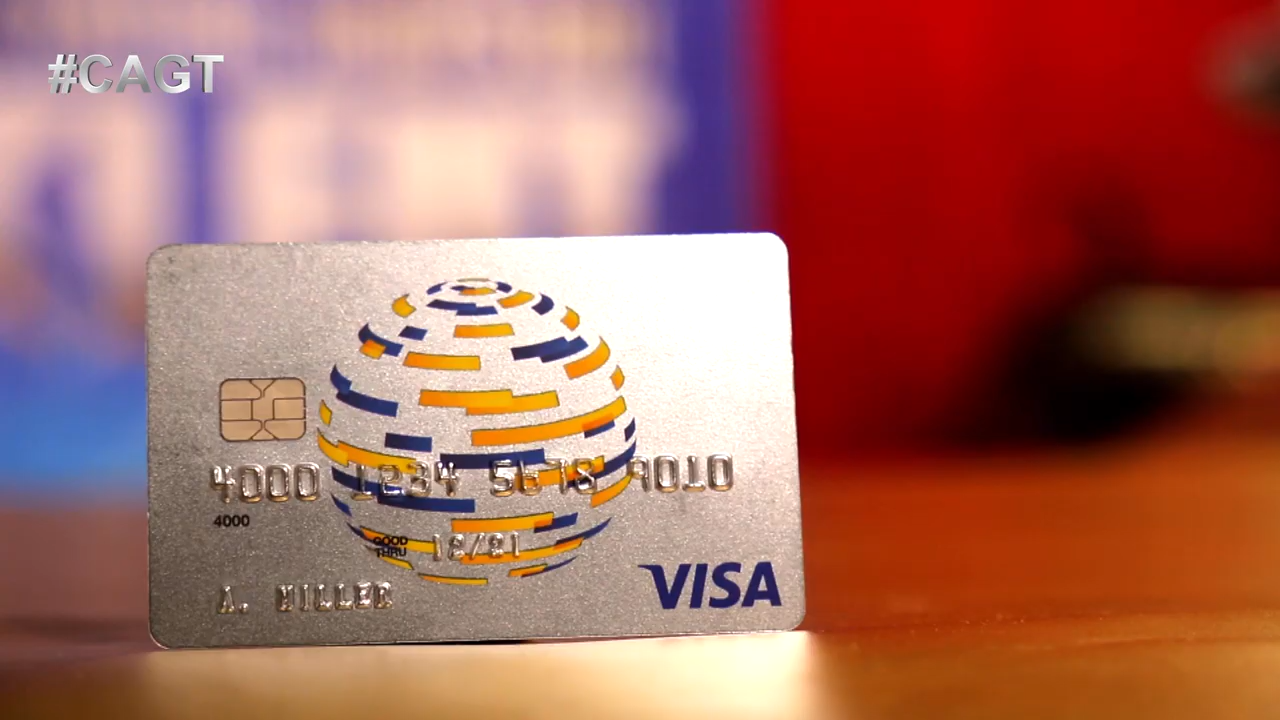 #CAGT
4000 1234 5678 9010
4000
GOOD
THRU 12/21
A. MILLER
VISA